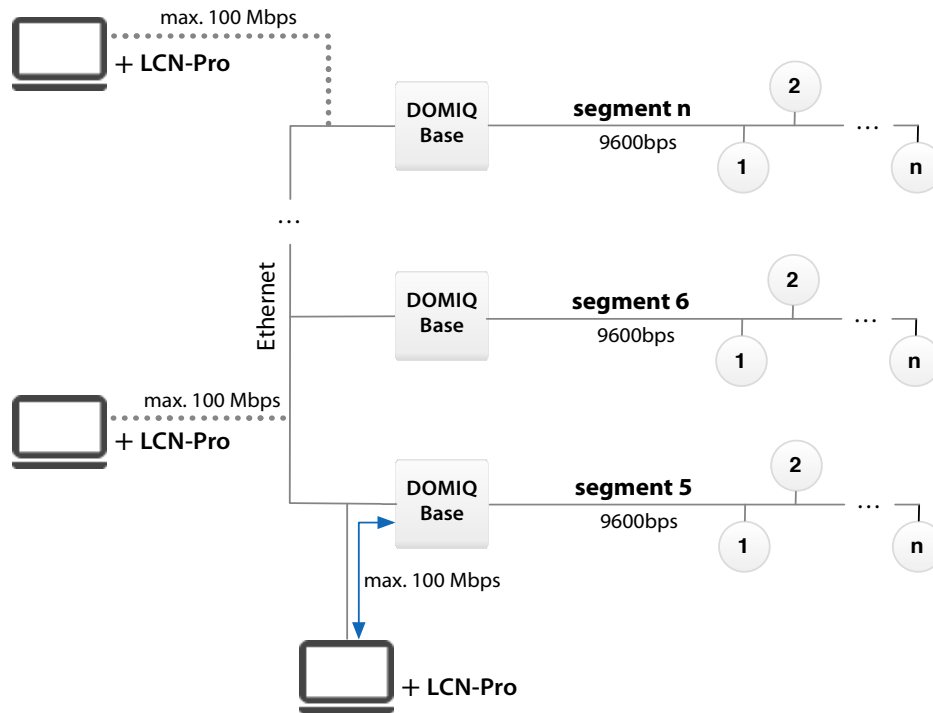 max. 100 Mbps
+ LCN-Pro
DOMIQ
Base
segment n
9600bps
2
...
1
n
...
Ethernet
DOMIQ
Base
segment 6
9600bps
2
...
1
n
max. 100 Mbps
+ LCN-Pro
DOMIQ
Base
segment 5
9600bps
2
...
1
n
max. 100 Mbps
+ LCN-Pro